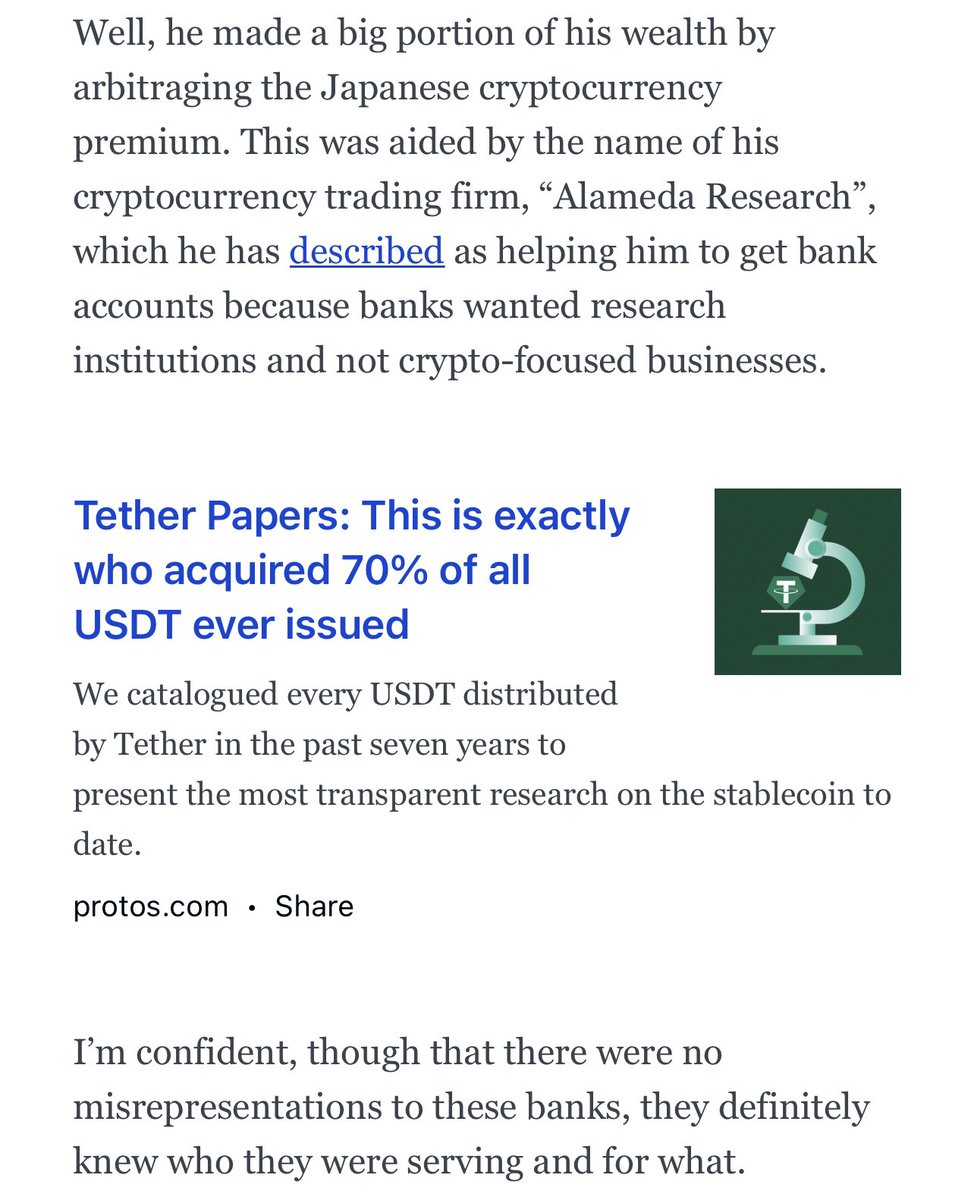 Well, he made a big portion of his wealth by
arbitraging the Japanese cryptocurrency
premium. This was aided by the name of his
cryptocurrency trading firm, “Alameda Research”,
which he has described as helping him to get bank
accounts because banks wanted research
institutions and not crypto-focused businesses.
Tether Papers: This is exactly
who acquired 70% of all
USDT ever issued
We catalogued every USDT distributed
by Tether in the past seven years to
present the most transparent research on the stablecoin to
date.
protos.com • Share
I’m confident, though that there were no
misrepresentations to these banks, they definitely
knew who they were serving and for what.